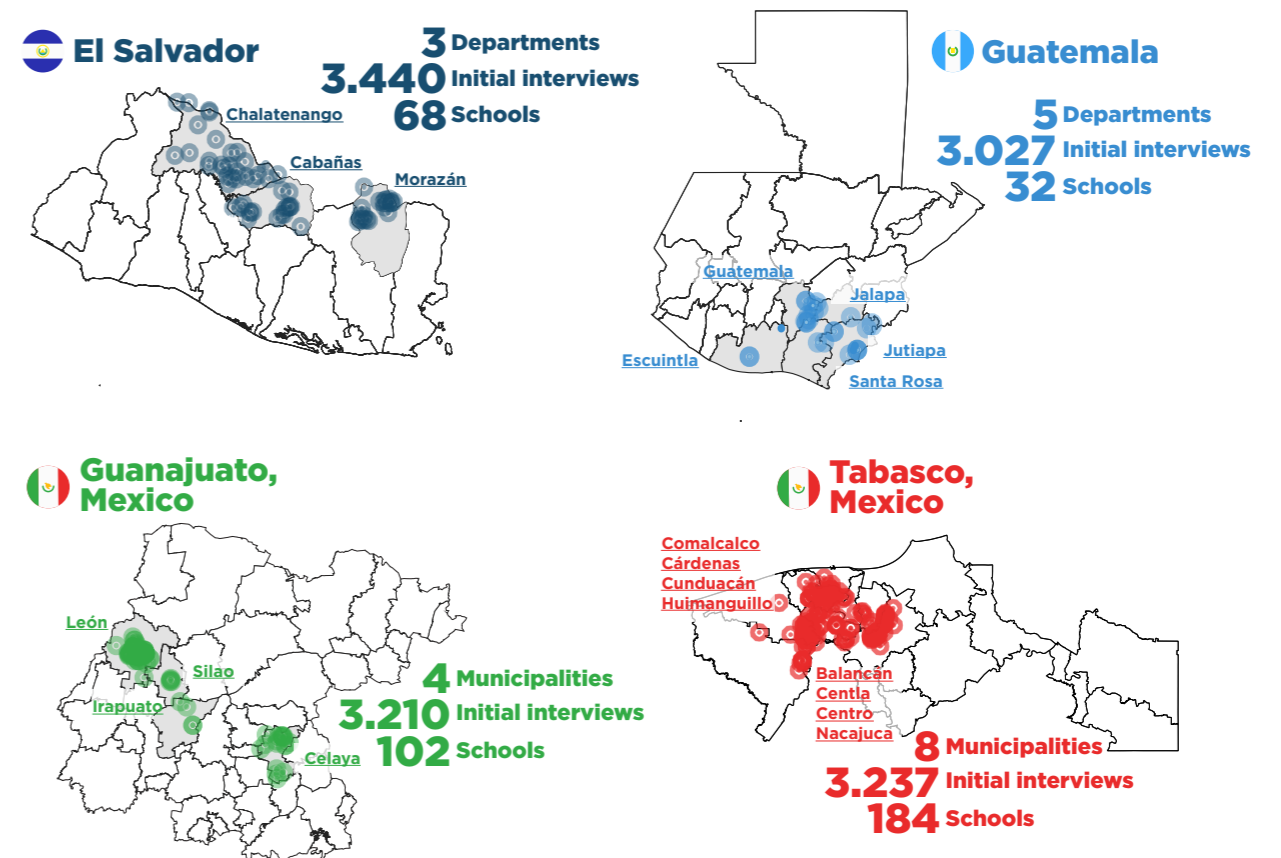 El Salvador
3 Departments
3.440 Initial interviews
68 Schools
Chalatenango
Cabañas
Morazán
Guatemala
5 Departments
3.027 Initial interviews
32 Schools
Guatemala
Jalapa
Escuintla
Jutiapa
Santa Rosa
Guanajuato,
Mexico
León
Silao
Irapuato
Celaya
4 Municipalities
3.210 Initial interviews
102 Schools
Tabasco,
Mexico
Comalcalco
Cárdenas
Cunduacán
Huimanguillo
Balancán
Centla
Centro
Nacajuca
8 Municipalities
3.237 Initial interviews
184 Schools